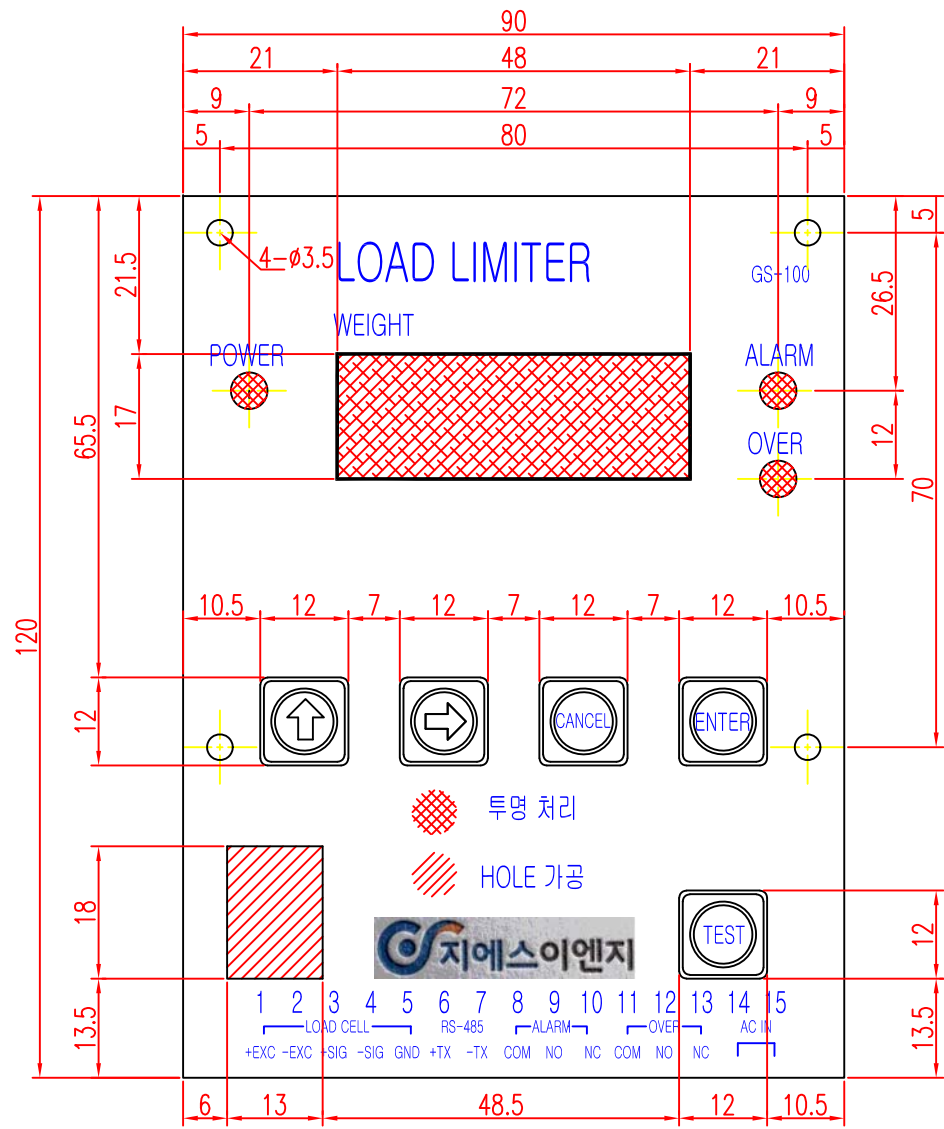 90
21 48 21
9 72 9
5 80 5
5
4-ø3.5
LOAD LIMITER
GS-100
21.5
26.5
WEIGHT
POWER
ALARM
17
65.5
12
OVER
70
10.5 12 7 12 7 12 7 12 10.5
120
12
CANCEL
ENTER
투명 처리
HOLE 가공
18
TEST
12
지에스이엔지
1 2 3 4 5 6 7 8 9 10 11 12 13 14 15
LOAD CELL RS-485 ALARM OVER AC IN
+EXC -EXC +SIG -SIG GND +TX -TX COM NO NC COM NO NC
13.5
13.5
6 13 48.5 12 10.5